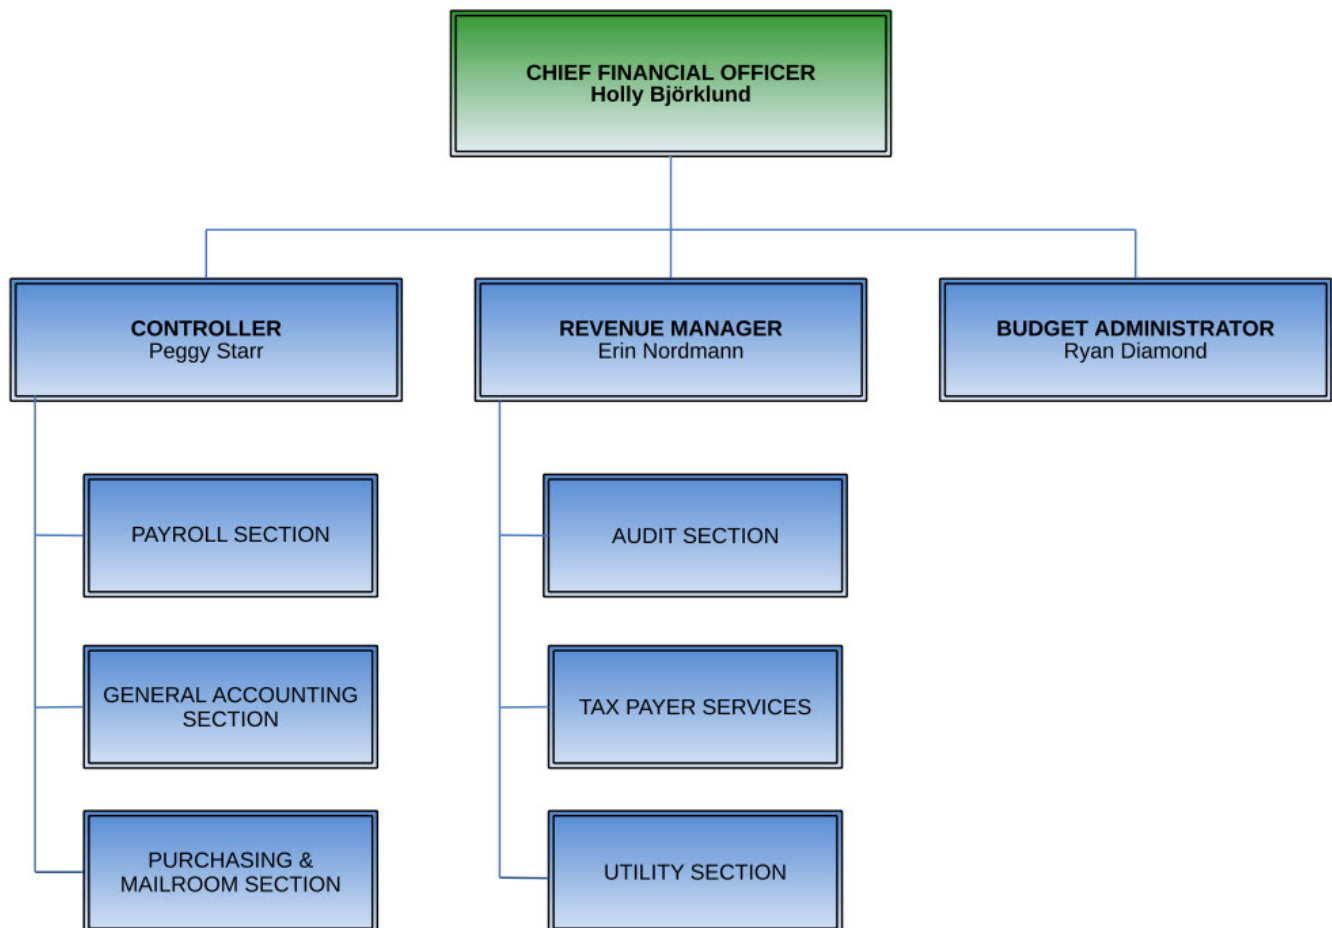 CHIEF FINANCIAL OFFICER
Holly Björklund
CONTROLLER
Peggy Starr
REVENUE MANAGER
Erin Nordmann
BUDGET ADMINISTRATOR
Ryan Diamond
PAYROLL SECTION
AUDIT SECTION
GENERAL ACCOUNTING
SECTION
TAX PAYER SERVICES
PURCHASING &
MAILROOM SECTION
UTILITY SECTION